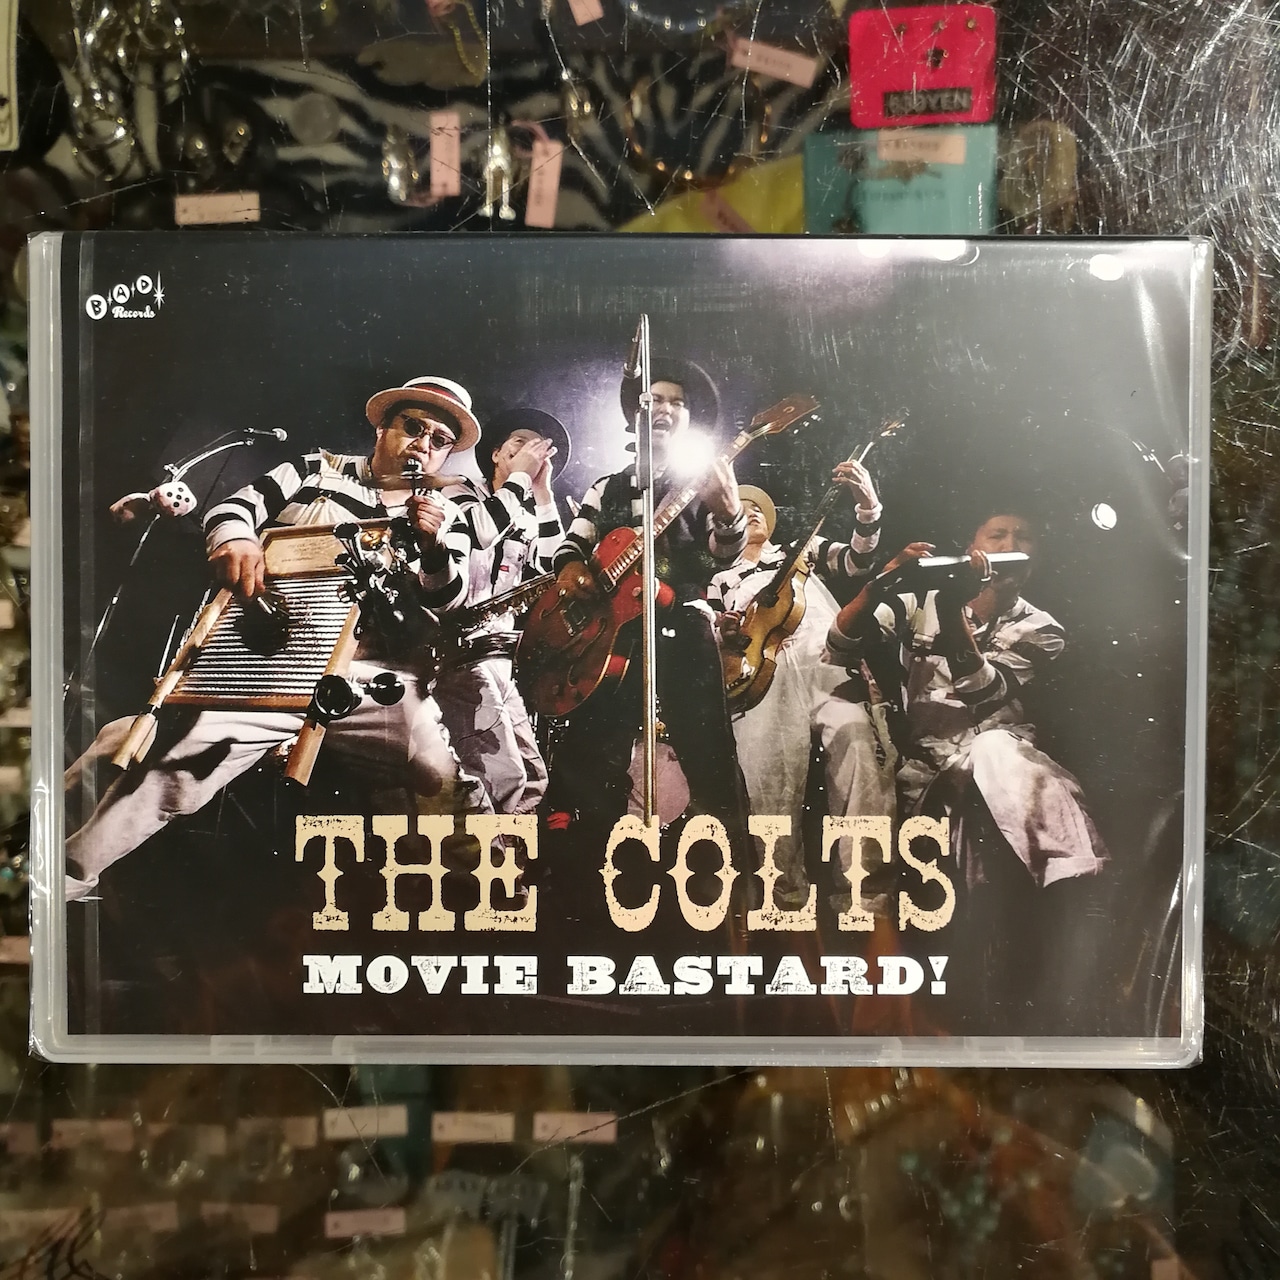 BAD
Records
THE COLTS
MOVIE BASTARD!